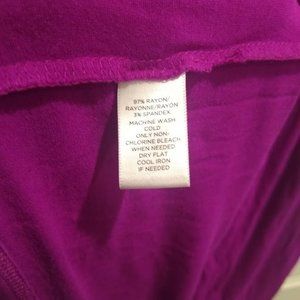 97% RAYON/
RAYONNE/RAYÓN
3% SPANDEX
MACHINE WASH
COLD
ONLY NON-
CHLORINE BLEACH
WHEN NEEDED
DRY FLAT
COOL IRON
IF NEEDED